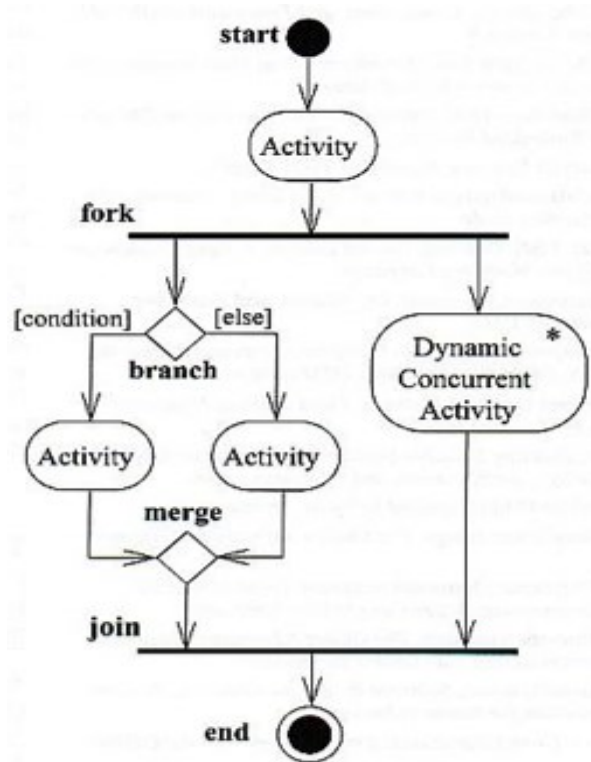 start
Activity
fork
[condition]
[else]
branch
*
Dynamic
Concurrent
Activity
Activity
Activity
merge
join
end